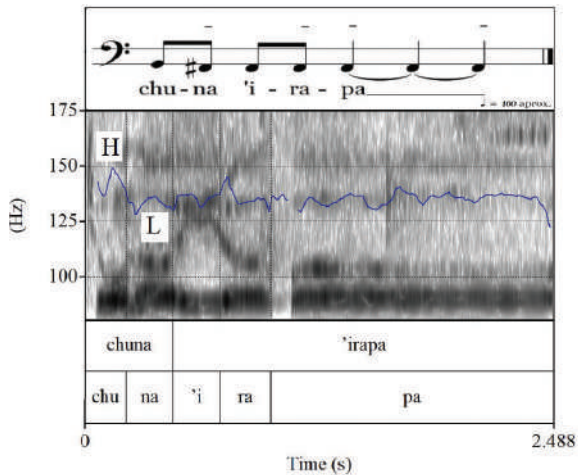 chu - na 'i - ra - pa
♩ = 100 aprox.
175
H
150
L
125
100
(Hz)
chuna 'irapa
chu na 'i ra pa
0 2.488
Time (s)